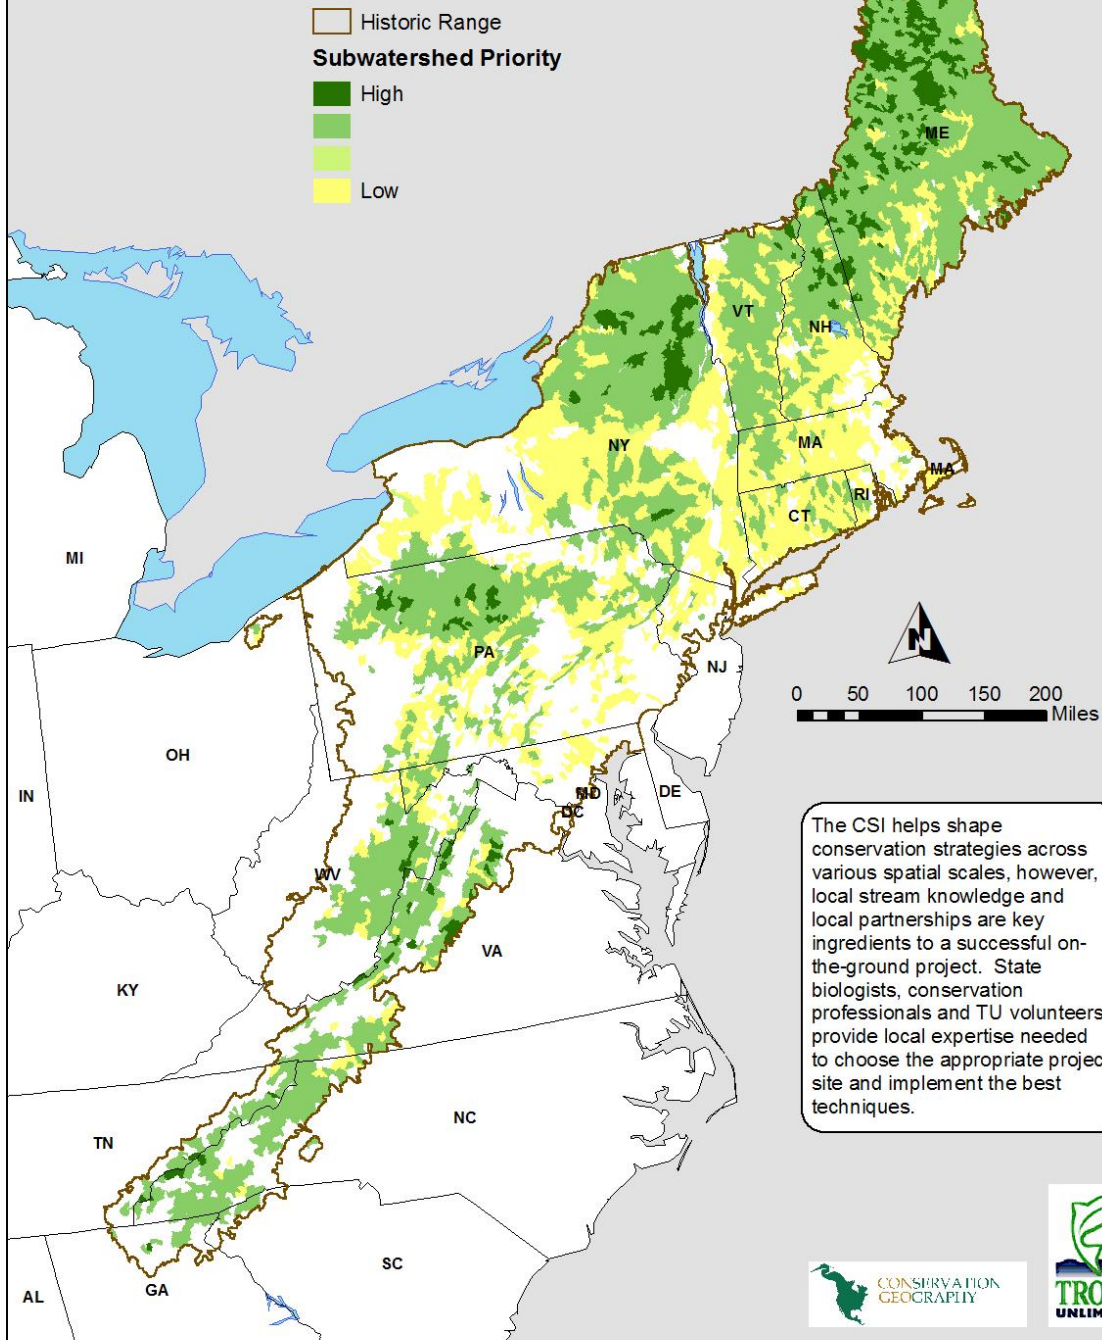 Historic Range
Subwatershed Priority
High
Low
ME
VT
NH
NY
MA
MA
RI
CT
MI
PA
NJ
N
0 50 100 150 200
Miles
OH
IN
MD
DE
DC
WV
VA
KY
The CSI helps shape
conservation strategies across
various spatial scales, however,
local stream knowledge and
local partnerships are key
ingredients to a successful on-
the-ground project. State
biologists, conservation
professionals and TU volunteers
provide local expertise needed
to choose the appropriate projec
site and implement the best
techniques.
NC
TN
SC
GA
AL
CONSERVATION
GEOGRAPHY
TRO
UNLIM